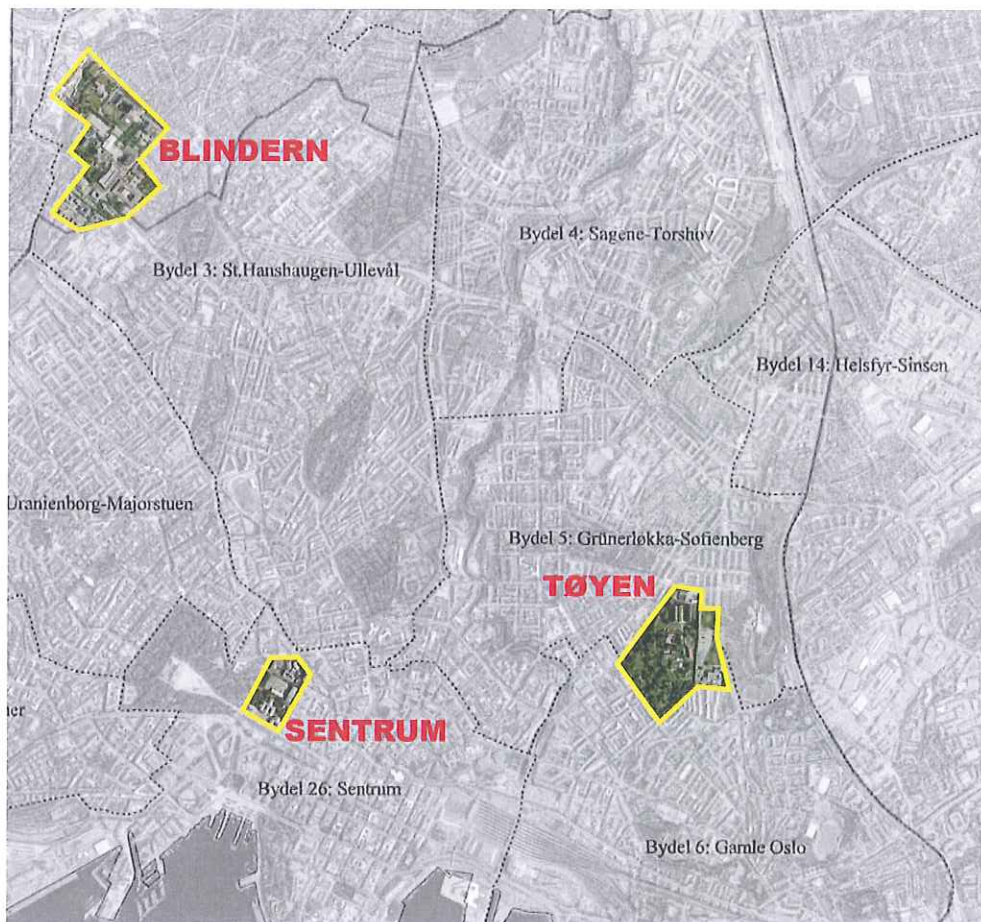 BLINDERN
Bydel 4: Sagene-Torshov
Bydel 3: St.Hanshaugen-Ullevål
Bydel 14: Helsfyr-Sinsen
Uranienborg-Majorstuen
Bydel 5: Grünerløkka-Sofienberg
TØYEN
ner
SENTRUM
Bydel 26: Sentrum
Bydel 6: Gamle Oslo